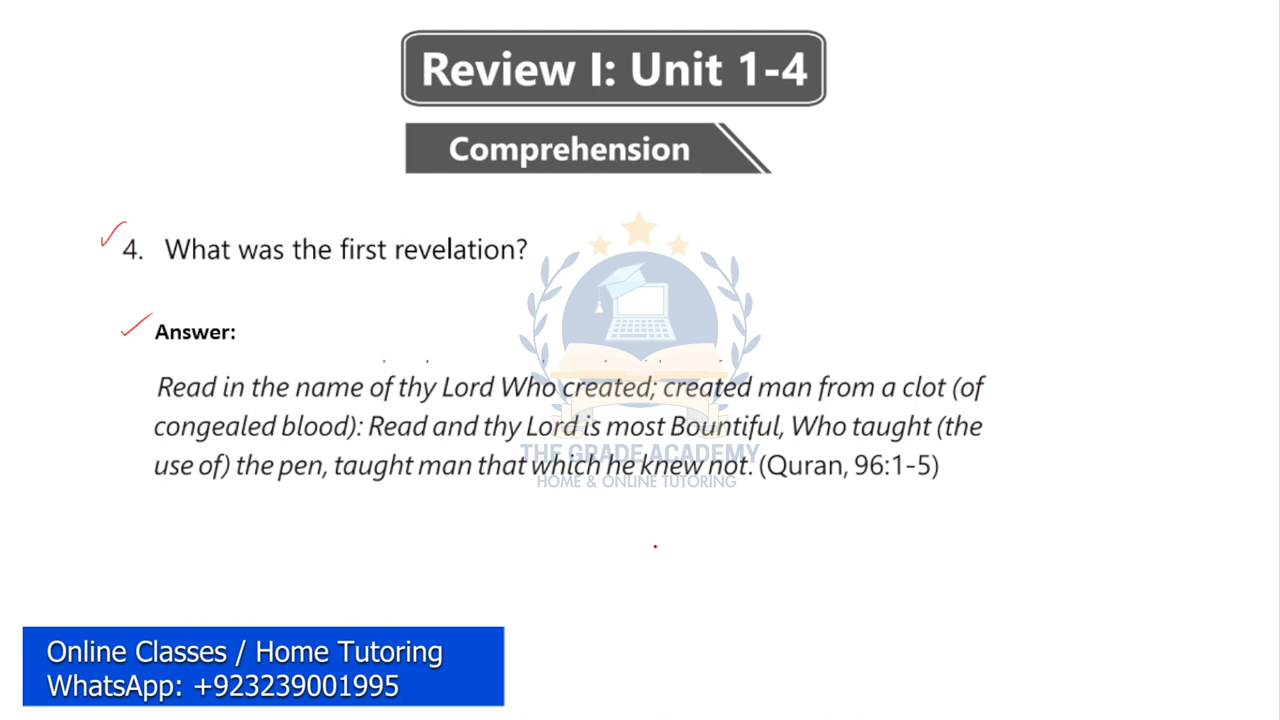 Review I: Unit 1-4
Comprehension
4. What was the first revelation?
Answer:
Read in the name of thy Lord Who created; created man from a clot (of
congealed blood): Read and thy Lord is most Bountiful, Who taught (the
use of) the pen, taught man that which he knew not. (Quran, 96:1-5)
THE GRADE ACADEMY
HOME & ONLINE TUTORING
Online Classes / Home Tutoring
WhatsApp: +923239001995